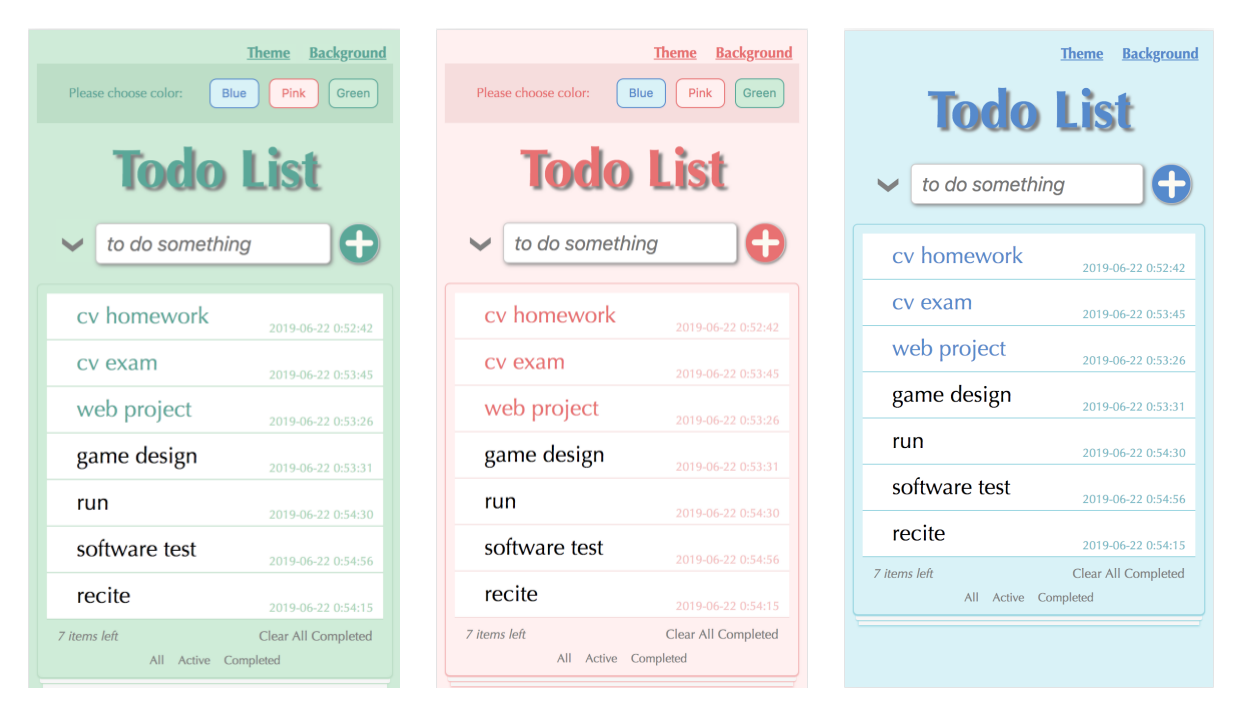 Theme Background
Please choose color: Blue Pink Green
Todo List
to do something
cv homework 2019-06-22 0:52:42
cv exam 2019-06-22 0:53:45
web project 2019-06-22 0:53:26
game design 2019-06-22 0:53:31
run 2019-06-22 0:54:30
software test 2019-06-22 0:54:56
recite 2019-06-22 0:54:15
7 items left Clear All Completed
All Active Completed
Theme Background
Please choose color: Blue Pink Green
Todo List
to do something
cv homework 2019-06-22 0:52:42
cv exam 2019-06-22 0:53:45
web project 2019-06-22 0:53:26
game design 2019-06-22 0:53:31
run 2019-06-22 0:54:30
software test 2019-06-22 0:54:56
recite 2019-06-22 0:54:15
7 items left Clear All Completed
All Active Completed
Theme Background
Todo List
to do something
cv homework 2019-06-22 0:52:42
cv exam 2019-06-22 0:53:45
web project 2019-06-22 0:53:26
game design 2019-06-22 0:53:31
run 2019-06-22 0:54:30
software test 2019-06-22 0:54:56
recite 2019-06-22 0:54:15
7 items left Clear All Completed
All Active Completed